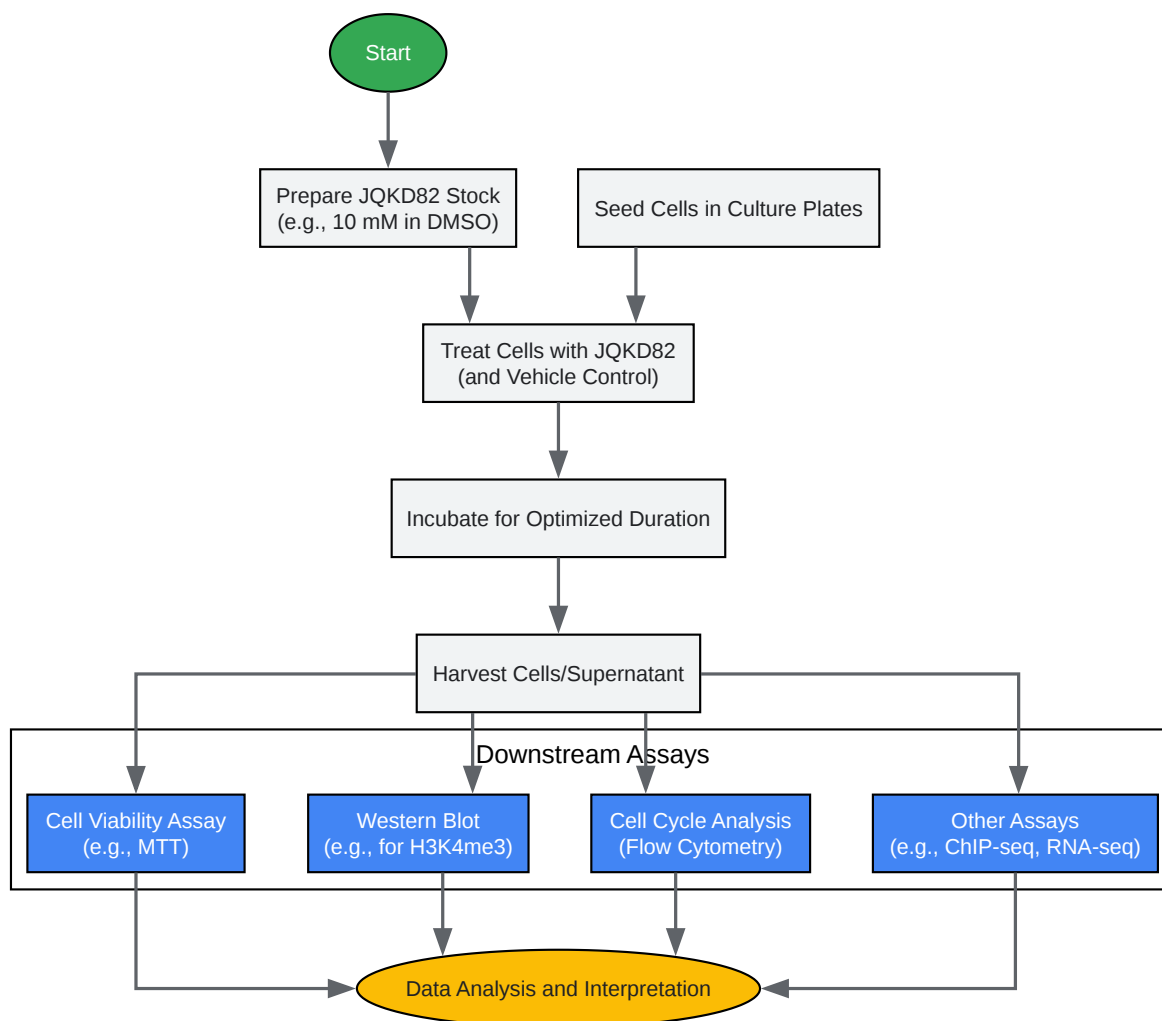 Start
Prepare JQKD82 Stock
(e.g., 10 mM in DMSO)
Seed Cells in Culture Plates
Treat Cells with JQKD82
(and Vehicle Control)
Incubate for Optimized Duration
Harvest Cells/Supernatant
Downstream Assays
Cell Viability Assay
(e.g., MTT)
Western Blot
(e.g., for H3K4me3)
Cell Cycle Analysis
(Flow Cytometry)
Other Assays
(e.g., ChIP-seq, RNA-seq)
Data Analysis and Interpretation